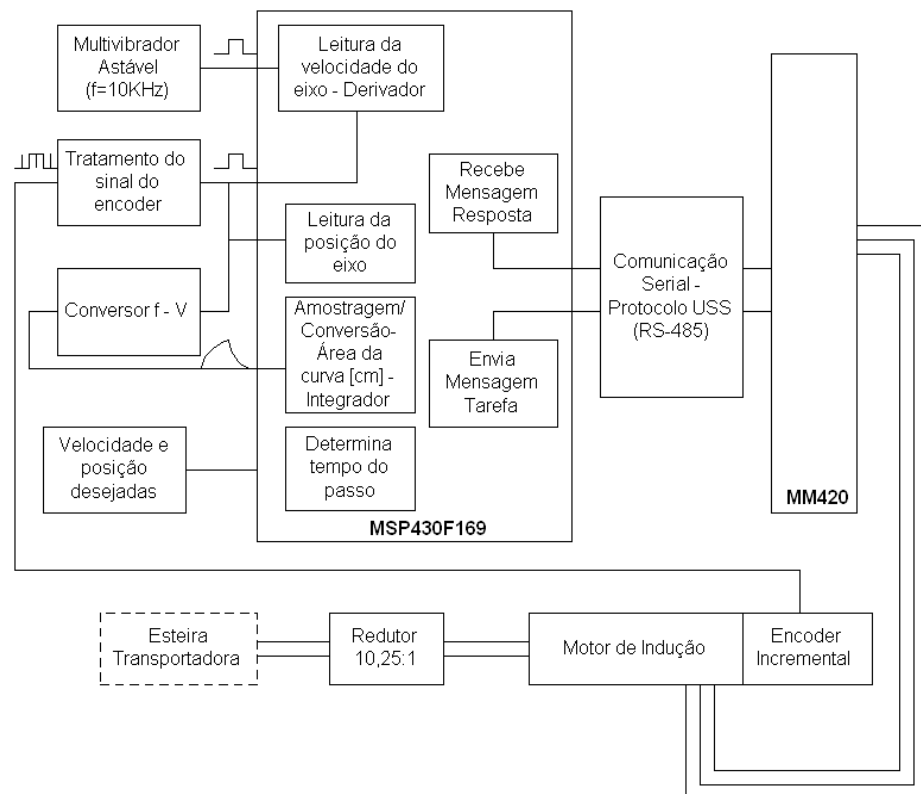 Multivibrador
Astável
(f=10KHz)
Leitura da
velocidade do
eixo - Derivador
Tratamento do
sinal do
encoder
Recebe
Mensagem
Resposta
Leitura da
posição do
eixo
Comunicação
Serial -
Protocolo USS
(RS-485)
Conversor f - V
Amostragem/
Conversão-
Área da
curva [cm] -
Integrador
Envia
Mensagem
Tarefa
Velocidade e
posição
desejadas
Determina
tempo do
passo
MSP430F169
MM420
Esteira
Transportadora
Redutor
10,25:1
Motor de Indução
Encoder
Incremental